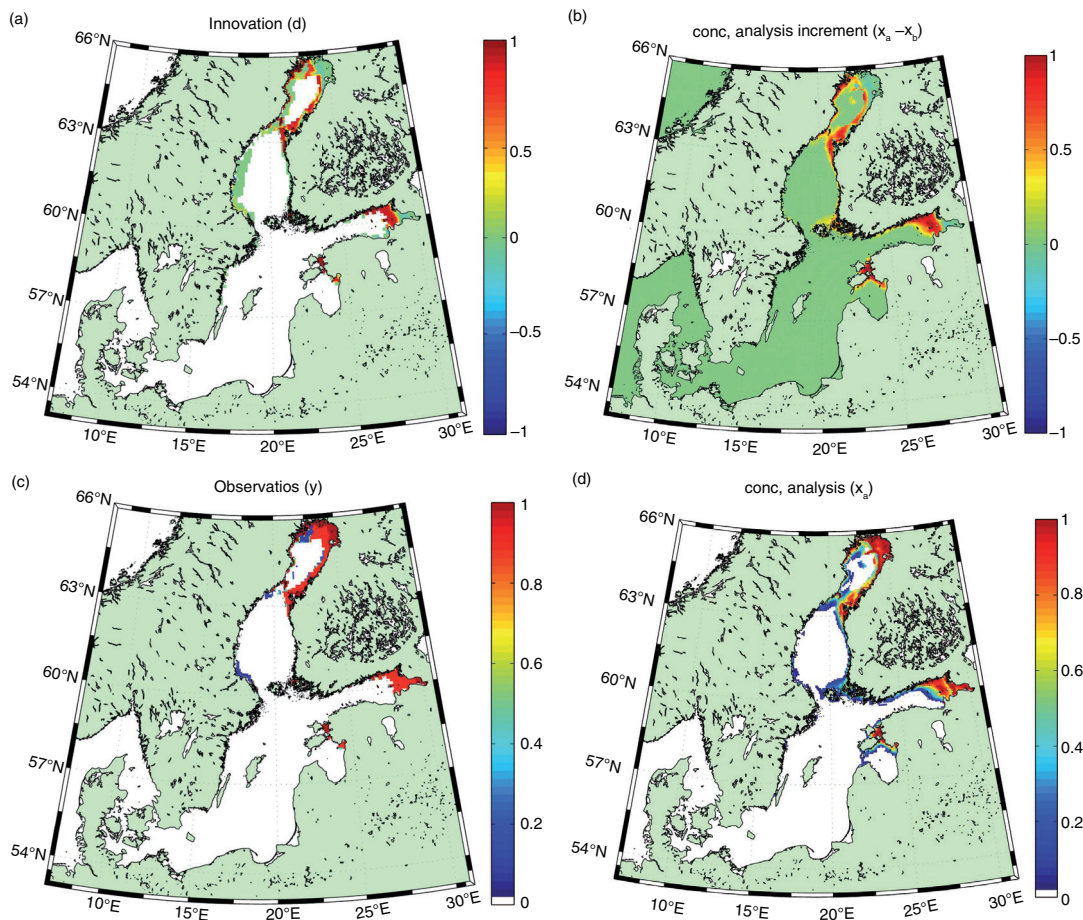 (a)
Innovation (d)
66°N
63°N
60°N
57°N
54°N
10°E
15°E
20°E
25°E
30°E
1
0.5
0
−0.5
−1
(b)
conc, analysis increment (xa –xb)
66°N
63°N
60°N
57°N
54°N
10°E
15°E
20°E
25°E
30°E
1
0.5
0
−0.5
−1
(c)
Observatios (y)
66°N
63°N
60°N
57°N
54°N
10°E
15°E
20°E
25°E
30°E
1
0.8
0.6
0.4
0.2
0
(d)
conc, analysis (xa)
66°N
63°N
60°N
57°N
54°N
10°E
15°E
20°E
25°E
30°E
1
0.8
0.6
0.4
0.2
0